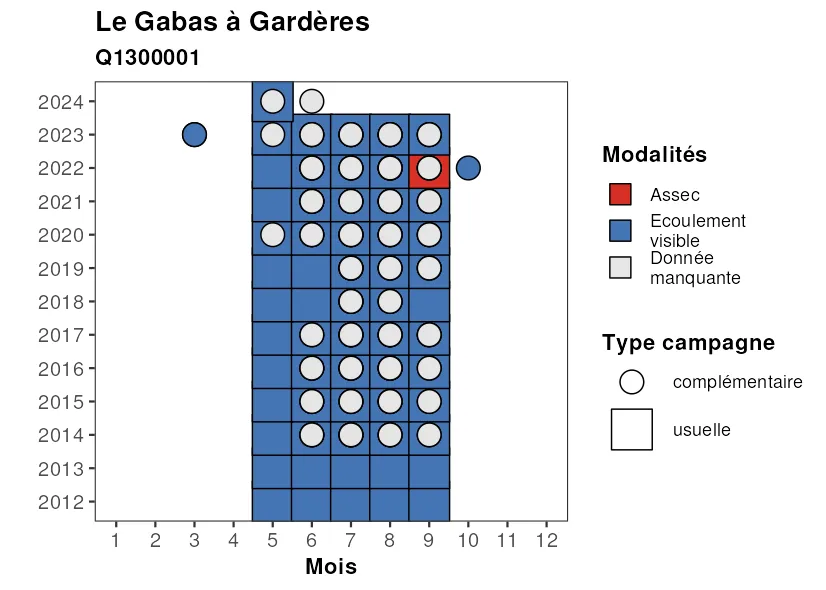 Le Gabas à Gardères
Q1300001
2024
2023
2022
2021
2020
2019
2018
2017
2016
2015
2014
2013
2012
1 2 3 4 5 6 7 8 9 10 11 12
Mois
Modalités
Assec
Ecoulement
visible
Donnée
manquante
Type campagne
complémentaire
usuelle